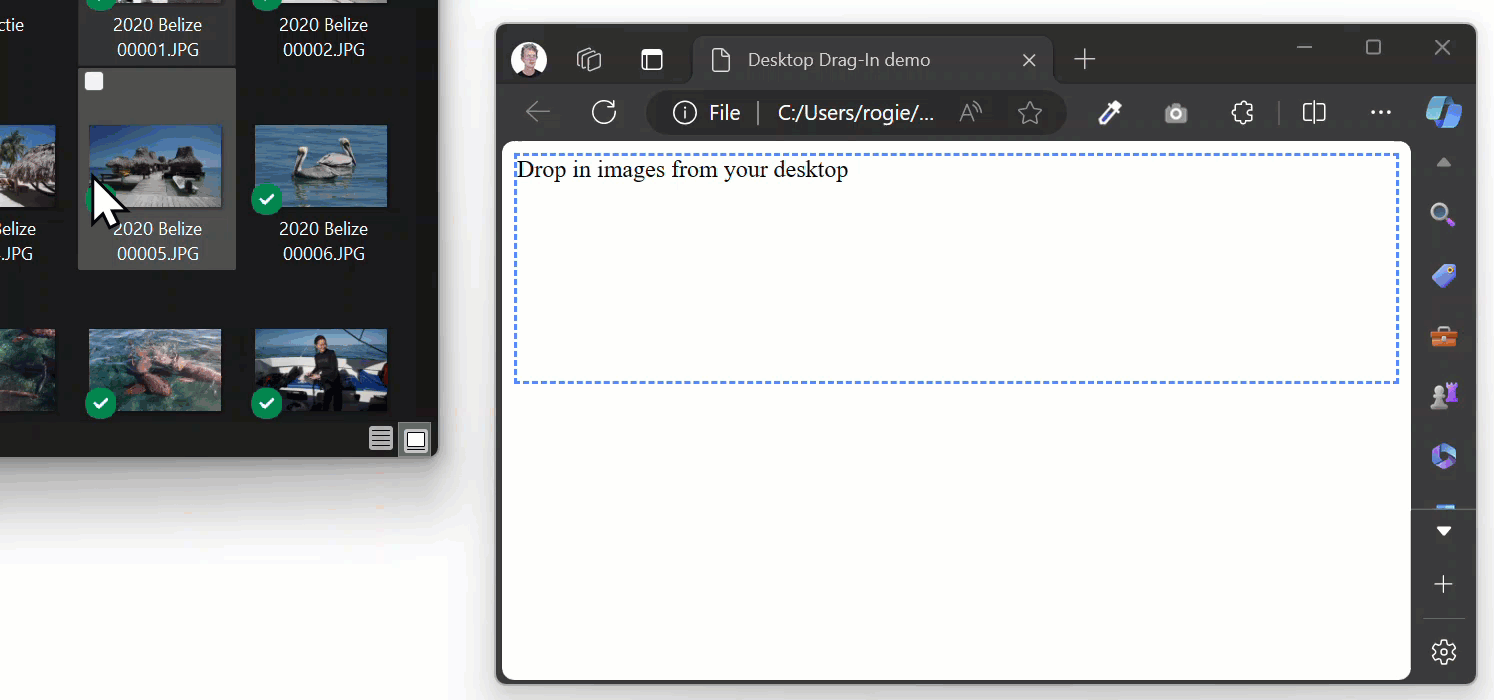 ctie
2020 Belize
00001.JPG
2020 Belize
00002.JPG
elize
.JPG
2020 Belize
00005.JPG
2020 Belize
00006.JPG
Desktop Drag-In demo
File
C:/Users/rogie/...
A
Drop in images from your desktop